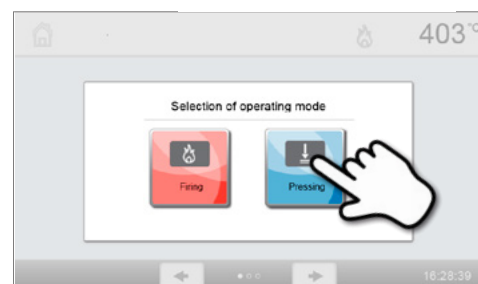 403°C
Selection of operating mode
Firing
Pressing
16:28:39